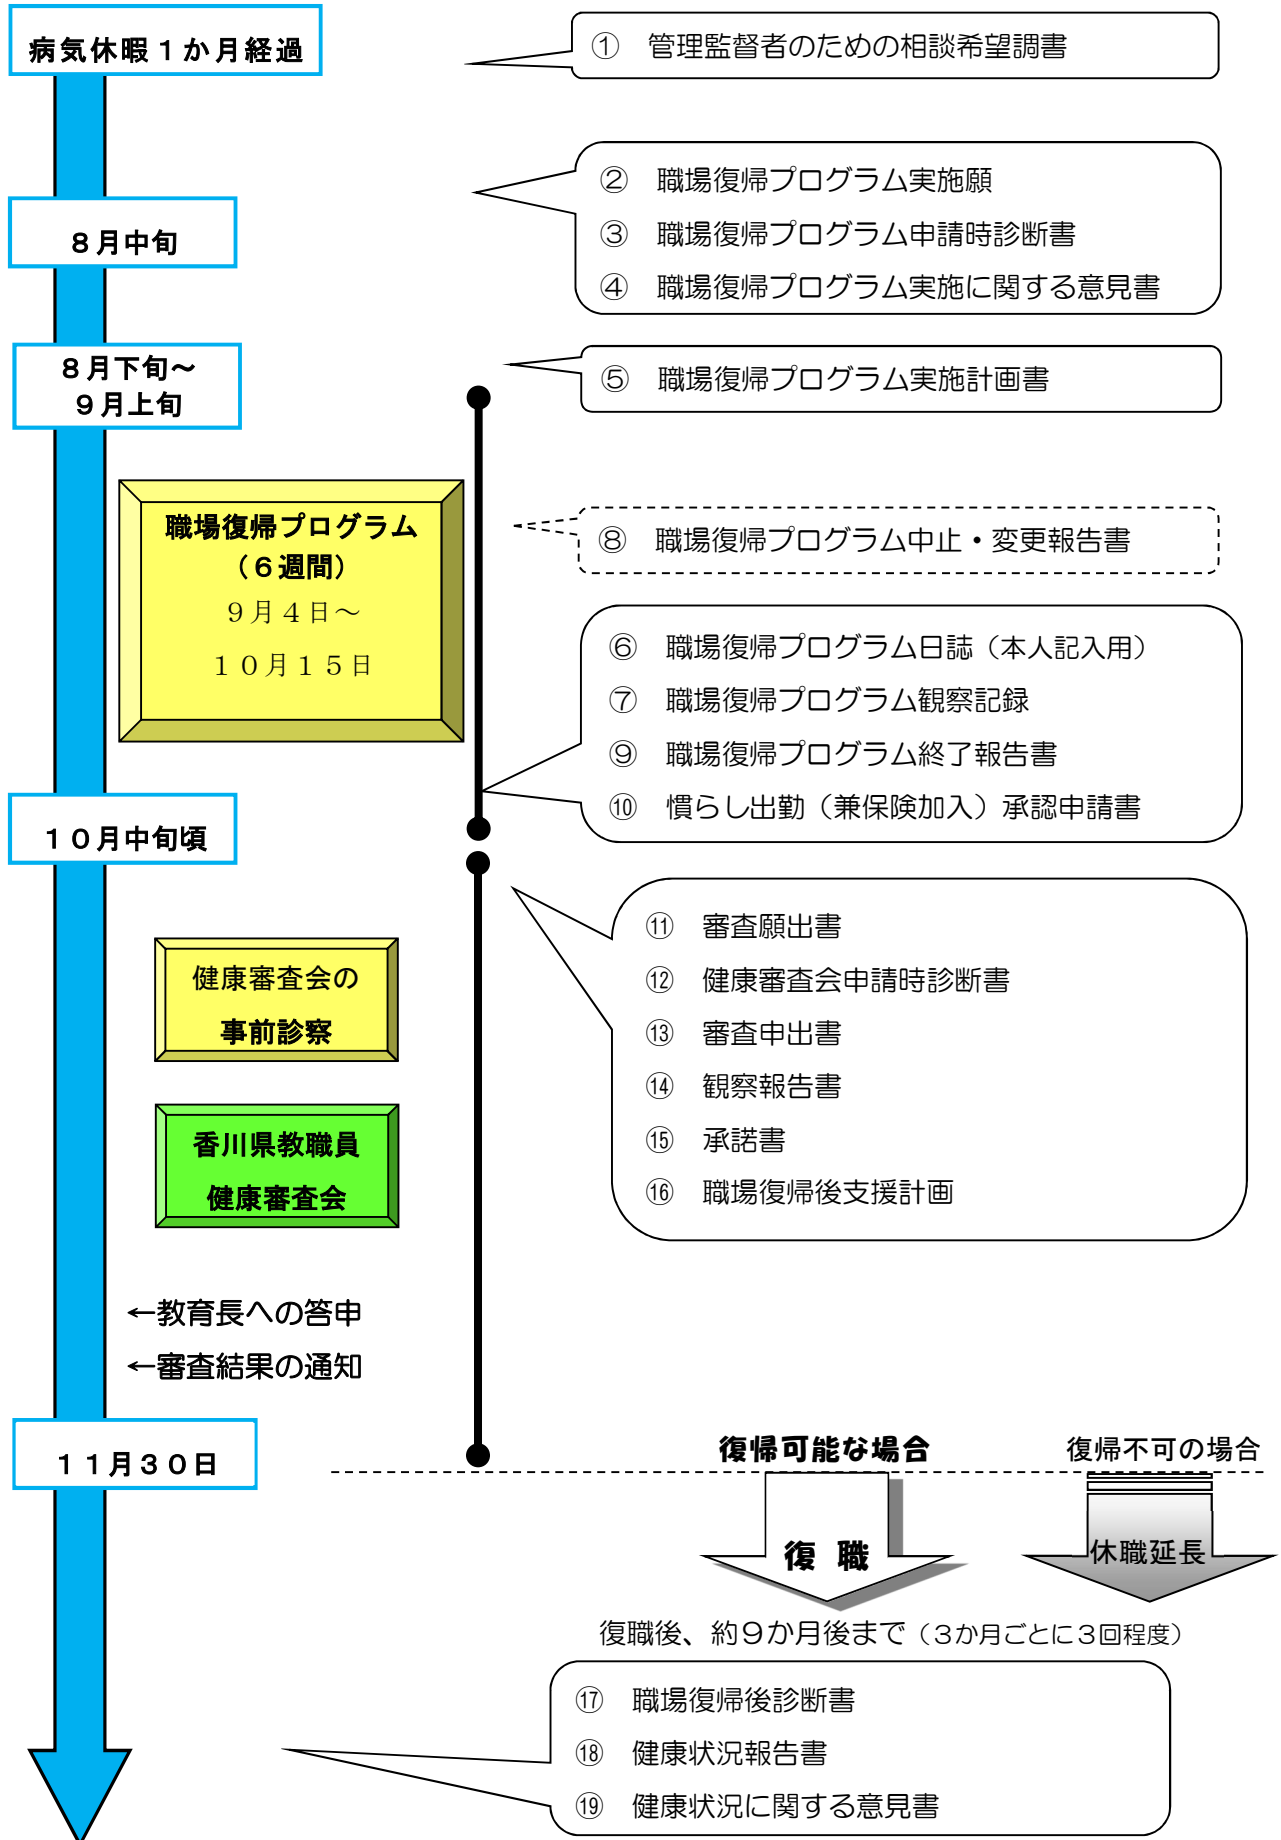 病気休暇１か月経過
① 管理監督者のための相談希望調書
② 職場復帰プログラム実施願
③ 職場復帰プログラム申請時診断書
④ 職場復帰プログラム実施に関する意見書
８月中旬
８月下旬～
９月上旬
⑤ 職場復帰プログラム実施計画書
職場復帰プログラム
（６週間）
９月４日～
１０月１５日
⑧ 職場復帰プログラム中止・変更報告書
⑥ 職場復帰プログラム日誌（本人記入用）
⑦ 職場復帰プログラム観察記録
⑨ 職場復帰プログラム終了報告書
⑩ 慣らし出勤（兼保険加入）承認申請書
１０月中旬頃
⑪ 審査願出書
⑫ 健康審査会申請時診断書
⑬ 審査申出書
⑭ 観察報告書
⑮ 承諾書
⑯ 職場復帰後支援計画
健康審査会の
事前診察
香川県教職員
健康審査会
←教育長への答申
←審査結果の通知
１１月３０日
復帰可能な場合
復帰不可の場合
復 職
休職延長
復職後、約９か月後まで（３か月ごとに３回程度）
⑰ 職場復帰後診断書
⑱ 健康状況報告書
⑲ 健康状況に関する意見書